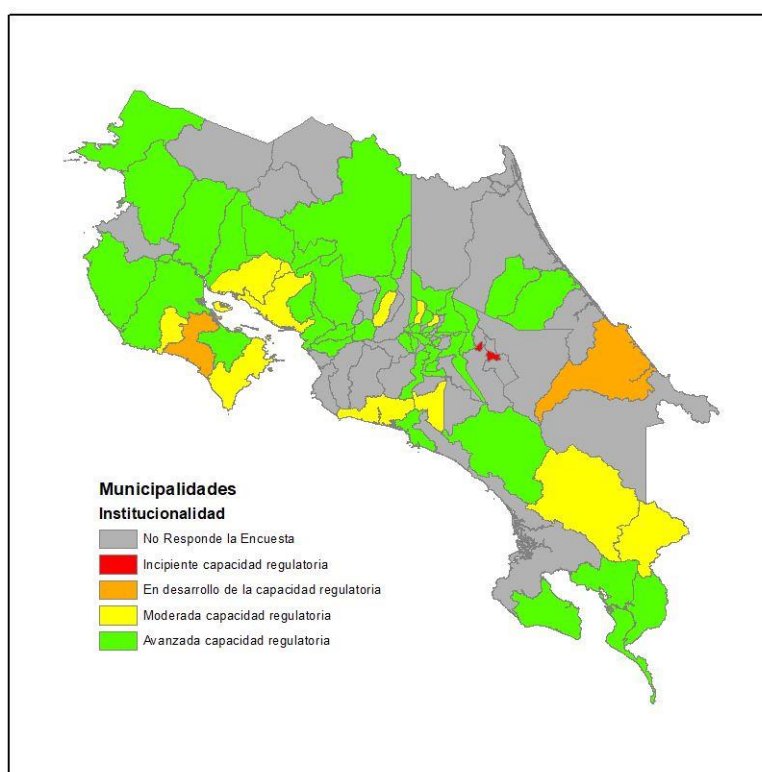 Municipalidades
Institucionalidad
No Responde la Encuesta
Incipiente capacidad regulatoria
En desarrollo de la capacidad regulatoria
Moderada capacidad regulatoria
Avanzada capacidad regulatoria